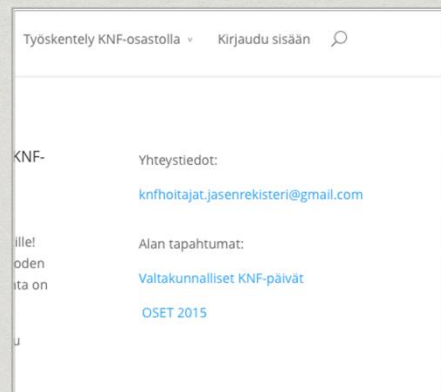 Työskentely KNF-osastolla
Kirjaudu sisään
KNF-
ille!
oden
nta on
u
Yhteystiedot:
knfhoitajat.jasenrekisteri@gmail.com
Alan tapahtumat:
Valtakunnalliset KNF-päivät
OSET 2015